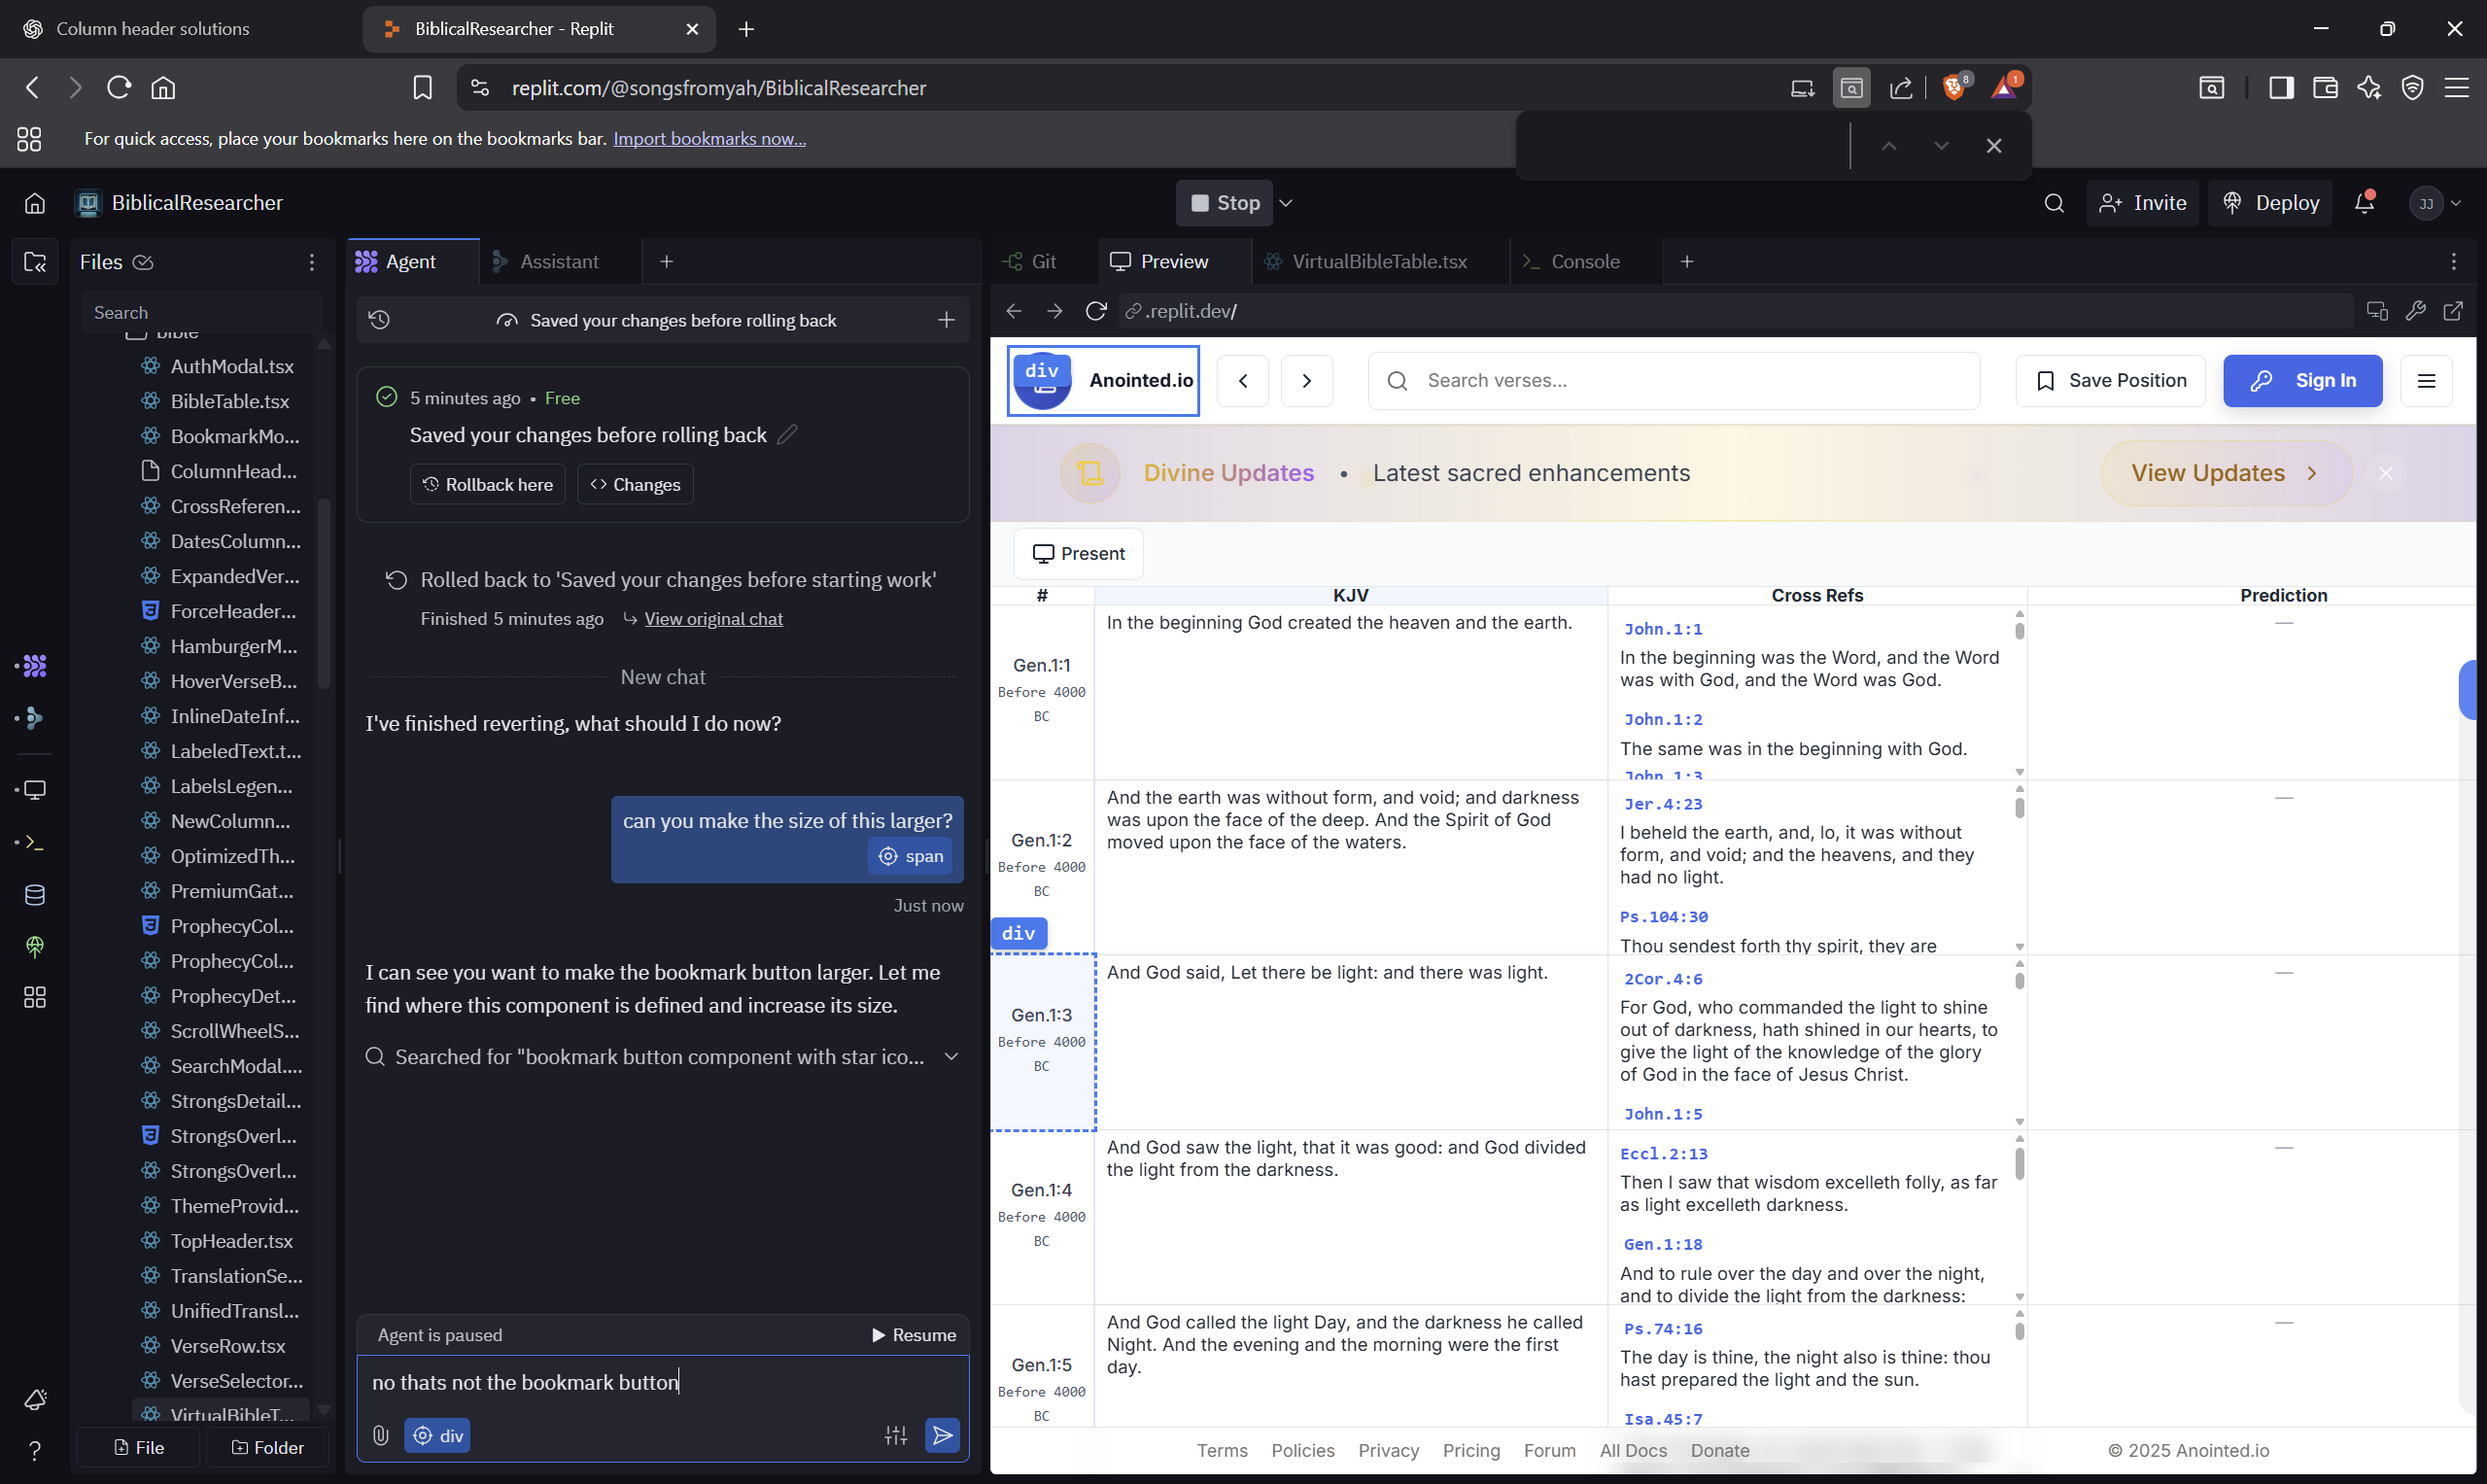 Column header solutions
BiblicalResearcher - Replit
replit.com/@songsfromyah/BiblicalResearcher
8
1
For quick access, place your bookmarks here on the bookmarks bar. Import bookmarks now...
BiblicalResearcher
Stop
Invite
Deploy
JJ
Files
Search
bible
AuthModal.tsx
BibleTable.tsx
BookmarkMo...
ColumnHead...
CrossReferen...
DatesColumn...
ExpandedVer...
ForceHeader...
HamburgerM...
HoverVerseB...
InlineDateInf...
LabeledText.t...
LabelsLegen...
NewColumn...
OptimizedTh...
PremiumGat...
ProphecyCol...
ProphecyCol...
ProphecyDet...
ScrollWheelS...
SearchModal....
StrongsDetail...
StrongsOverl...
StrongsOverl...
ThemeProvid...
TopHeader.tsx
TranslationSe...
UnifiedTransl...
VerseRow.tsx
VerseSelector...
VirtualBibleT...
File
Folder
Agent
Assistant
Saved your changes before rolling back
5 minutes ago • Free
Saved your changes before rolling back
Rollback here
Changes
Rolled back to 'Saved your changes before starting work'
Finished 5 minutes ago
View original chat
New chat
I've finished reverting, what should I do now?
can you make the size of this larger?
span
Just now
I can see you want to make the bookmark button larger. Let me
find where this component is defined and increase its size.
Searched for "bookmark button component with star ico...
Agent is paused
Resume
no thats not the bookmark button
div
Git
Preview
VirtualBibleTable.tsx
Console
.replit.dev/
div
Anointed.io
Search verses...
Save Position
Sign In
Divine Updates • Latest sacred enhancements
View Updates
Present
# KJV Cross Refs Prediction
Gen.1:1
Before 4000
BC
In the beginning God created the heaven and the earth.
John.1:1
In the beginning was the Word, and the Word
was with God, and the Word was God.
John.1:2
The same was in the beginning with God.
John.1:3
—
Gen.1:2
Before 4000
BC
And the earth was without form, and void; and darkness
was upon the face of the deep. And the Spirit of God
moved upon the face of the waters.
Jer.4:23
I beheld the earth, and, lo, it was without
form, and void; and the heavens, and they
had no light.
Ps.104:30
Thou sendest forth thy spirit, they are
—
div
Gen.1:3
Before 4000
BC
And God said, Let there be light: and there was light.
2Cor.4:6
For God, who commanded the light to shine
out of darkness, hath shined in our hearts, to
give the light of the knowledge of the glory
of God in the face of Jesus Christ.
John.1:5
—
Gen.1:4
Before 4000
BC
And God saw the light, that it was good: and God divided
the light from the darkness.
Eccl.2:13
Then I saw that wisdom excelleth folly, as far
as light excelleth darkness.
Gen.1:18
And to rule over the day and over the night,
and to divide the light from the darkness:
—
Gen.1:5
Before 4000
BC
And God called the light Day, and the darkness he called
Night. And the evening and the morning were the first
day.
Ps.74:16
The day is thine, the night also is thine: thou
hast prepared the light and the sun.
Isa.45:7
—
Terms Policies Privacy Pricing Forum All Docs Donate
© 2025 Anointed.io